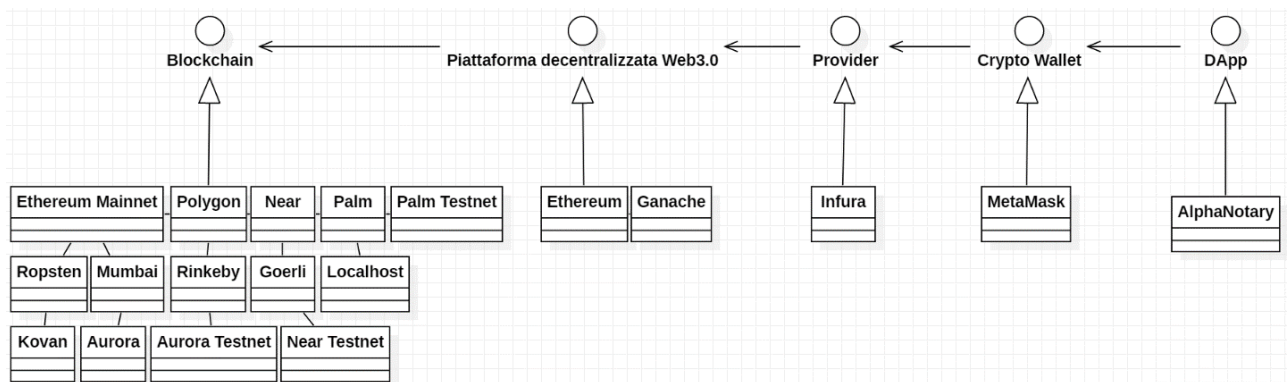 Blockchain
Piattaforma decentralizzata Web3.0
Provider
Crypto Wallet
DApp
Ethereum Mainnet
Polygon
Near
Palm
Palm Testnet
Ethereum
Ganache
Infura
MetaMask
AlphaNotary
Ropsten
Mumbai
Rinkeby
Goerli
Localhost
Kovan
Aurora
Aurora Testnet
Near Testnet